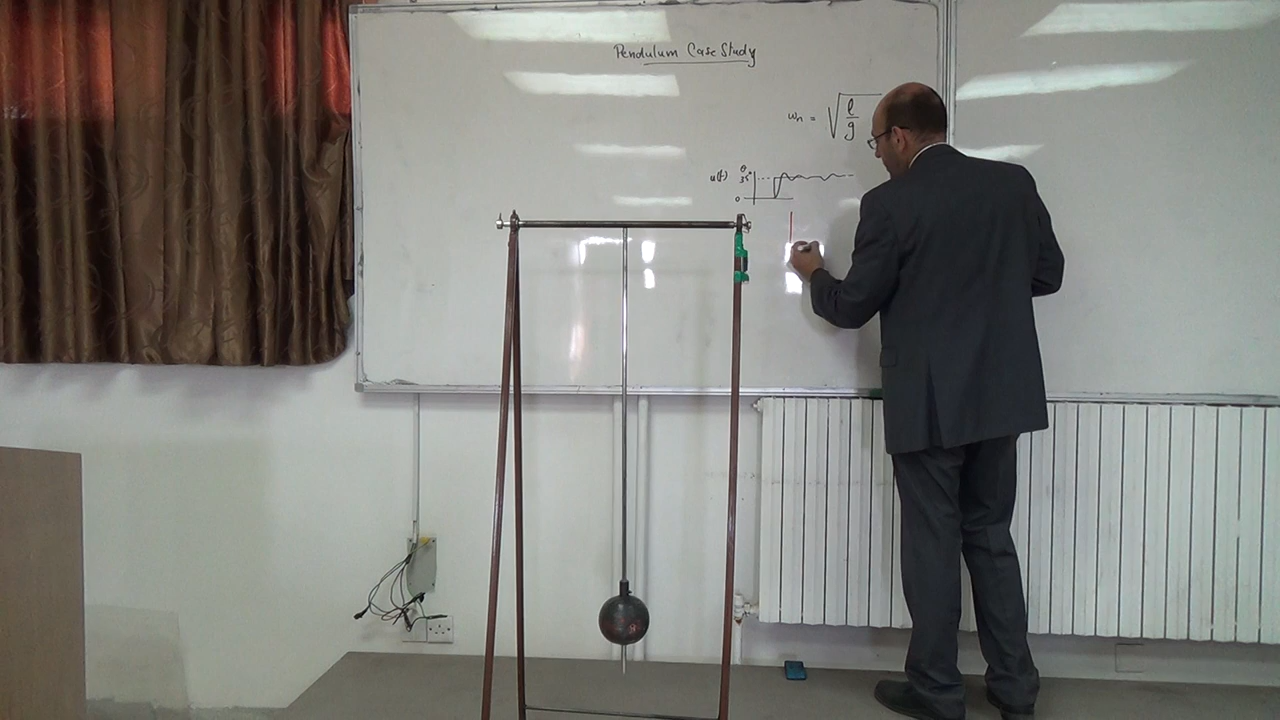 Pendulum Case Study
ωn = √l/g
u(t)
θ
35°
0